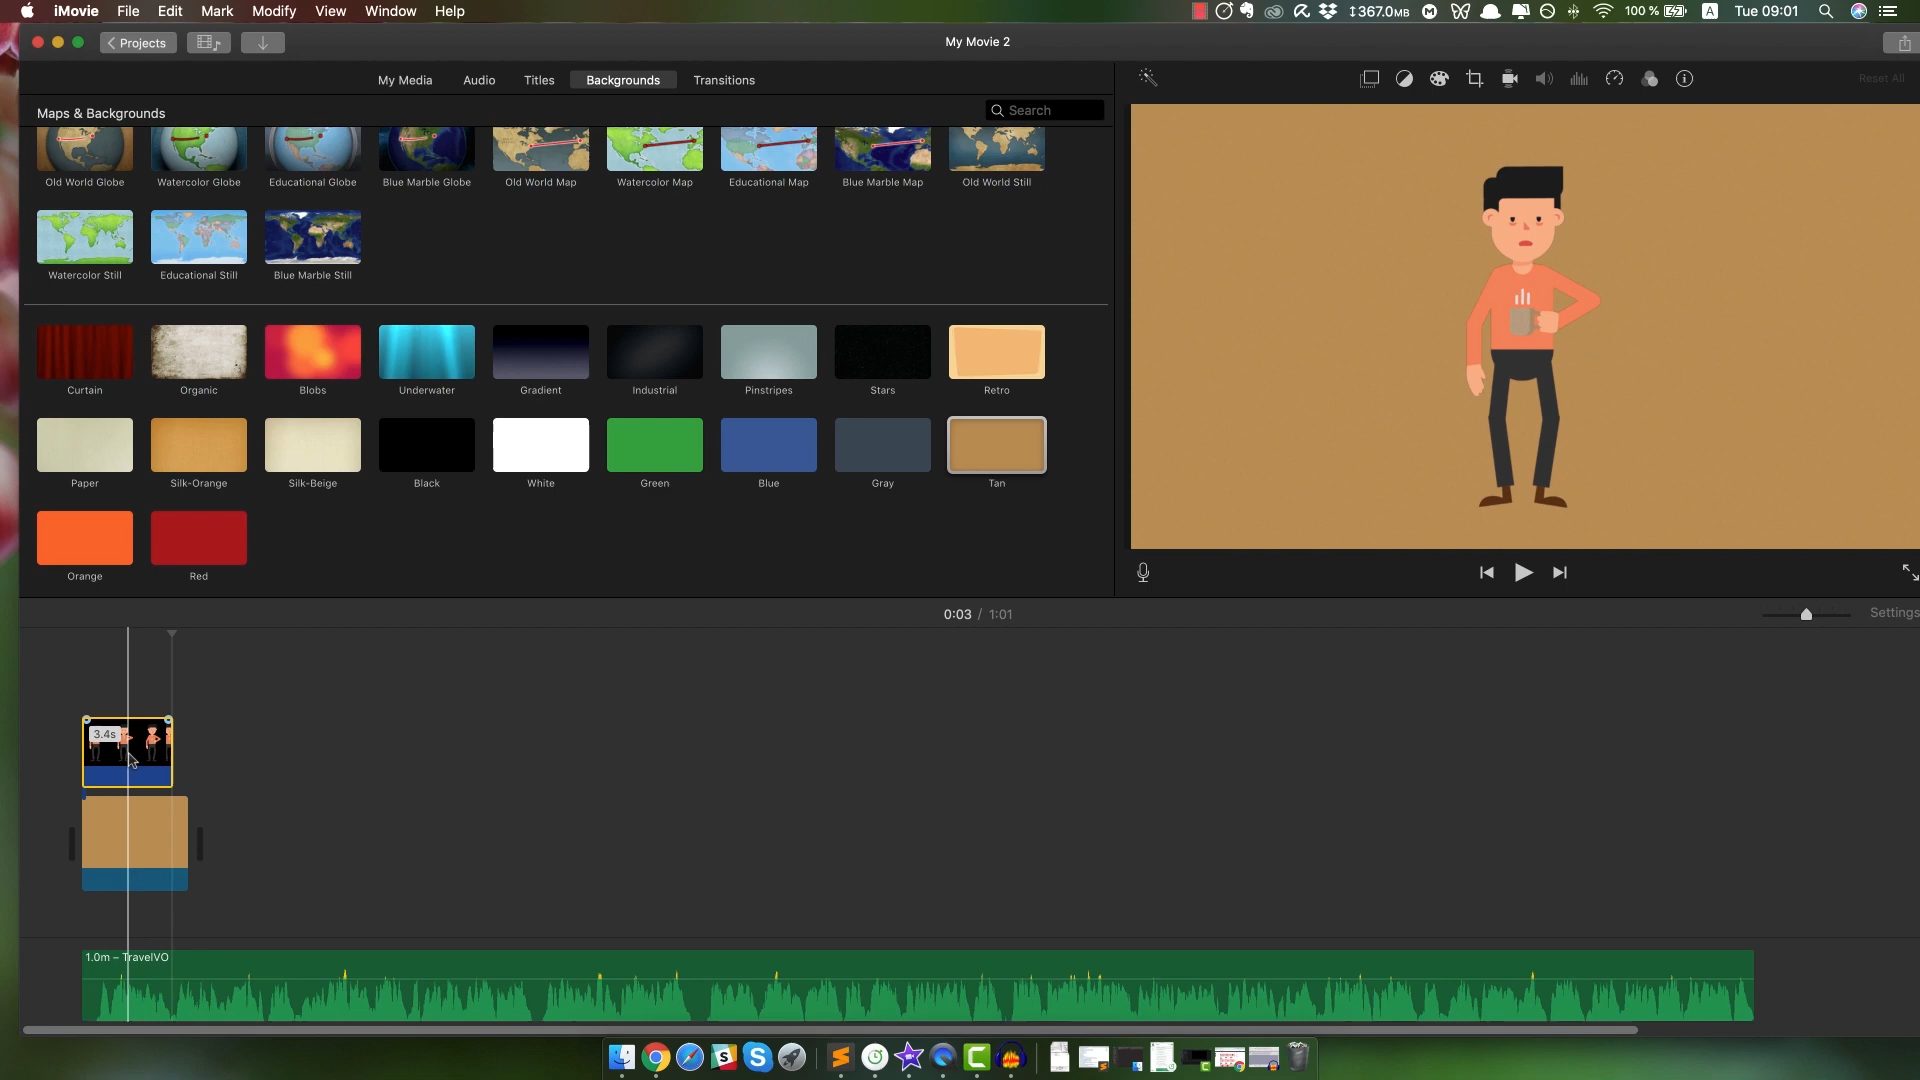 iMovie File Edit Mark Modify View Window Help 367.0MB 100 % A Tue 09:01
Projects My Movie 2
My Media Audio Titles Backgrounds Transitions Reset All
Maps & Backgrounds Search
Old World Globe Watercolor Globe Educational Globe Blue Marble Globe Old World Map Watercolor Map Educational Map Blue Marble Map Old World Still
Watercolor Still Educational Still Blue Marble Still
Curtain Organic Blobs Underwater Gradient Industrial Pinstripes Stars Retro
Paper Silk-Orange Silk-Beige Black White Green Blue Gray Tan
Orange Red
0:03 / 1:01 Settings
3.4s
1.0m – TravelVO